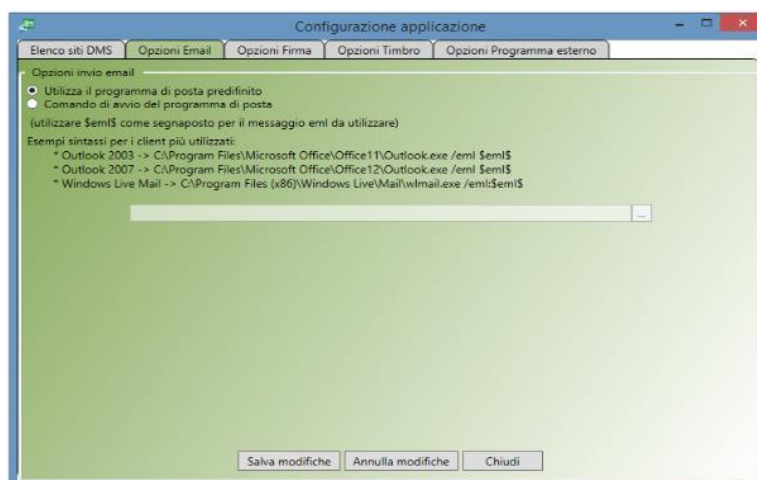 Configurazione applicazione
Elenco siti DMS Opzioni Email Opzioni Firma Opzioni Timbro Opzioni Programma esterno
Opzioni invio email
Utilizza il programma di posta predifinito
Comando di avvio del programma di posta
(utilizzare $eml$ come segnaposto per il messaggio eml da utilizzare)
Esempi sintassi per i client più utilizzati:
* Outlook 2003 -> C:\Program Files\Microsoft Office\Office11\Outlook.exe /eml $eml$
* Outlook 2007 -> C:\Program Files\Microsoft Office\Office12\Outlook.exe /eml $eml$
* Windows Live Mail -> C:\Program Files (x86)\Windows Live\Mail\wlmail.exe /eml:$eml$
...
Salva modifiche Annulla modifiche Chiudi